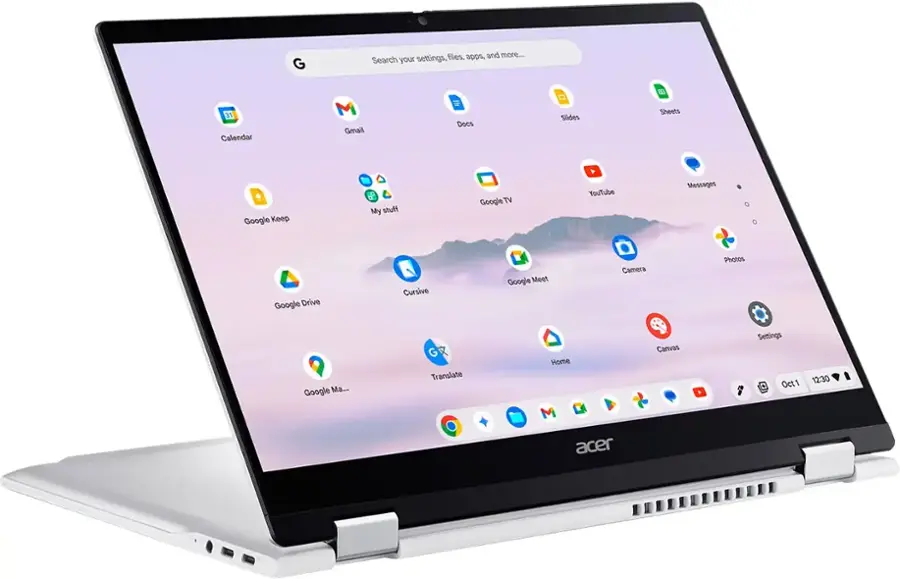 Search your settings, files, apps, and more...
Calendar
Gmail
Docs
Slides
Sheets
Google Keep
My stuff
Google TV
YouTube
Messages
Google Drive
Cursive
Google Meet
Camera
Photos
Google Ma...
Translate
Home
Canvas
Settings
Oct 1
12:30
acer